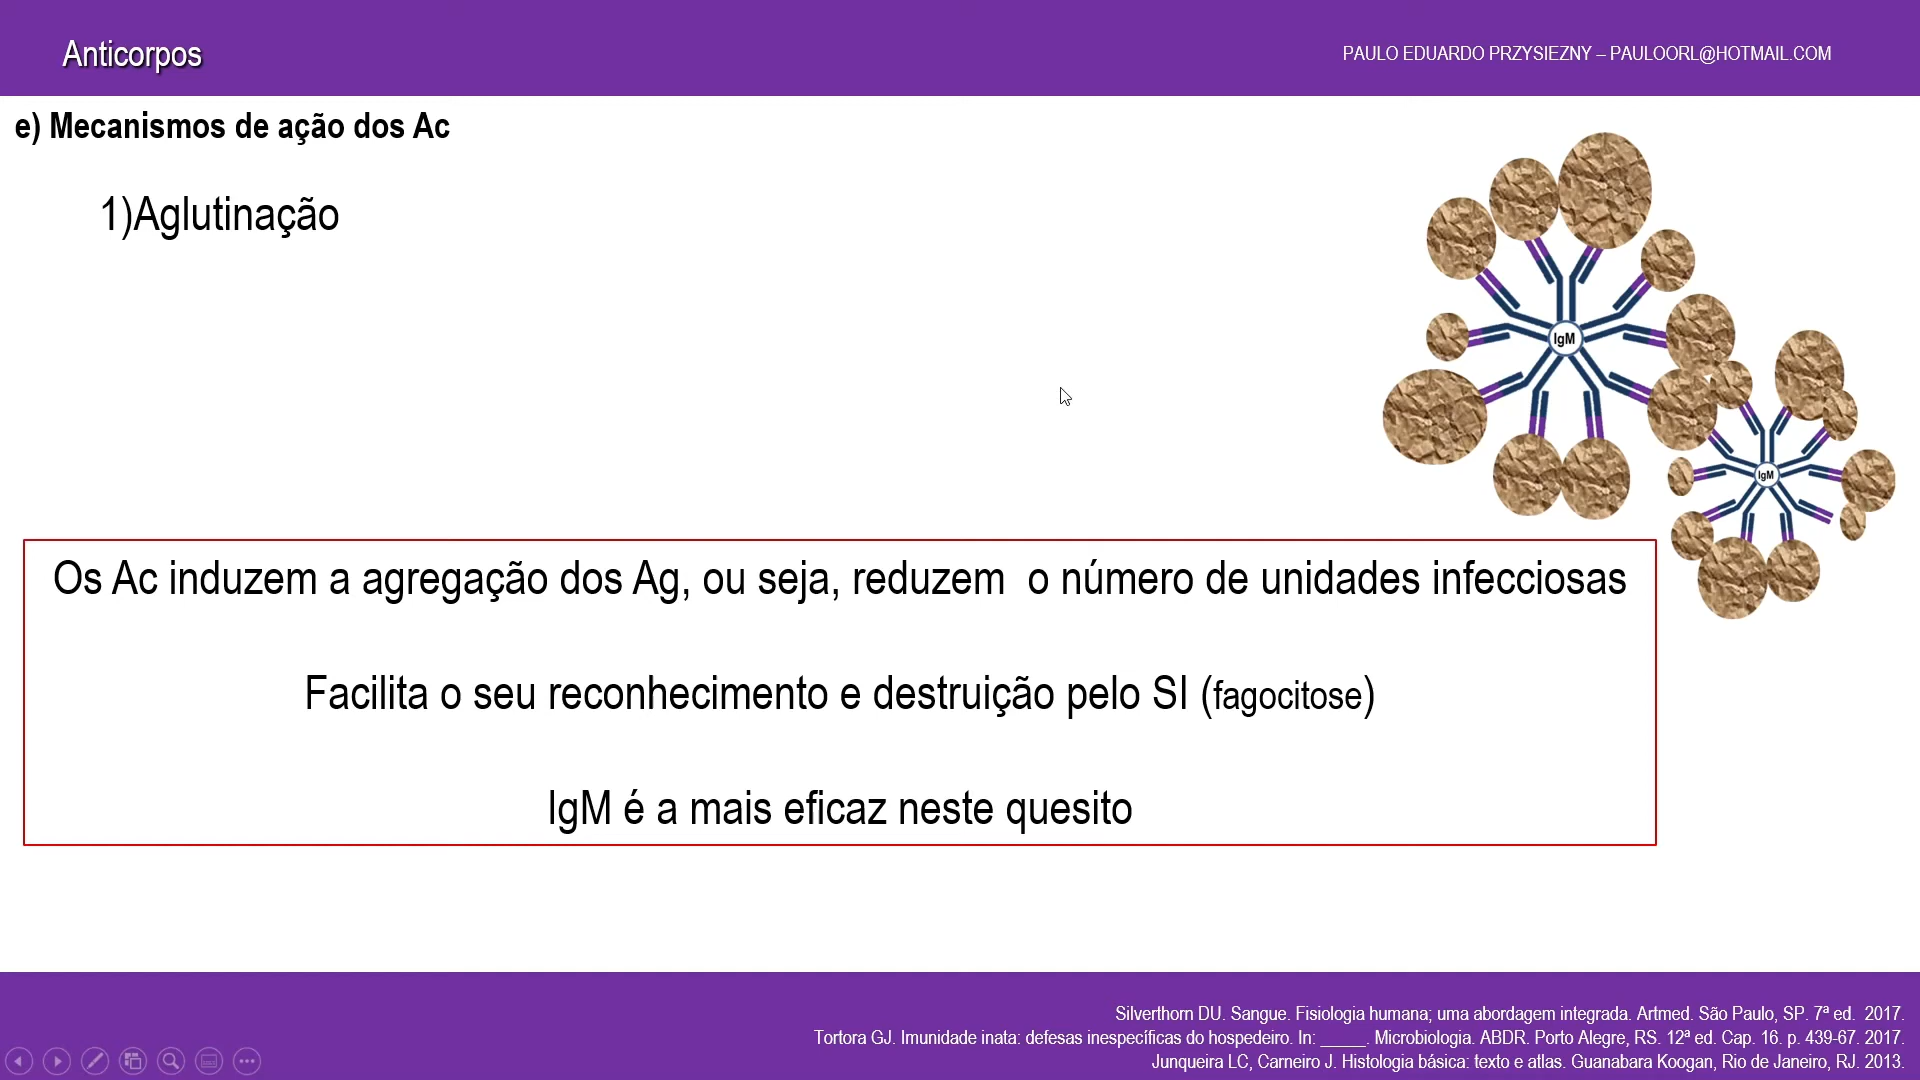 Anticorpos
PAULO EDUARDO PRZYSIEZNY – PAULOORL@HOTMAIL.COM
e) Mecanismos de ação dos Ac
1)Aglutinação
IgM
IgM
Os Ac induzem a agregação dos Ag, ou seja, reduzem  o número de unidades infecciosas
Facilita o seu reconhecimento e destruição pelo SI (fagocitose)
IgM é a mais eficaz neste quesito
Silverthorn DU. Sangue. Fisiologia humana; uma abordagem integrada. Artmed. São Paulo, SP. 7ª ed.  2017.
Tortora GJ. Imunidade inata: defesas inespecíficas do hospedeiro. In: _____. Microbiologia. ABDR. Porto Alegre, RS. 12ª ed. Cap. 16. p. 439-67. 2017.
Junqueira LC, Carneiro J. Histologia básica: texto e atlas. Guanabara Koogan, Rio de Janeiro, RJ. 2013.